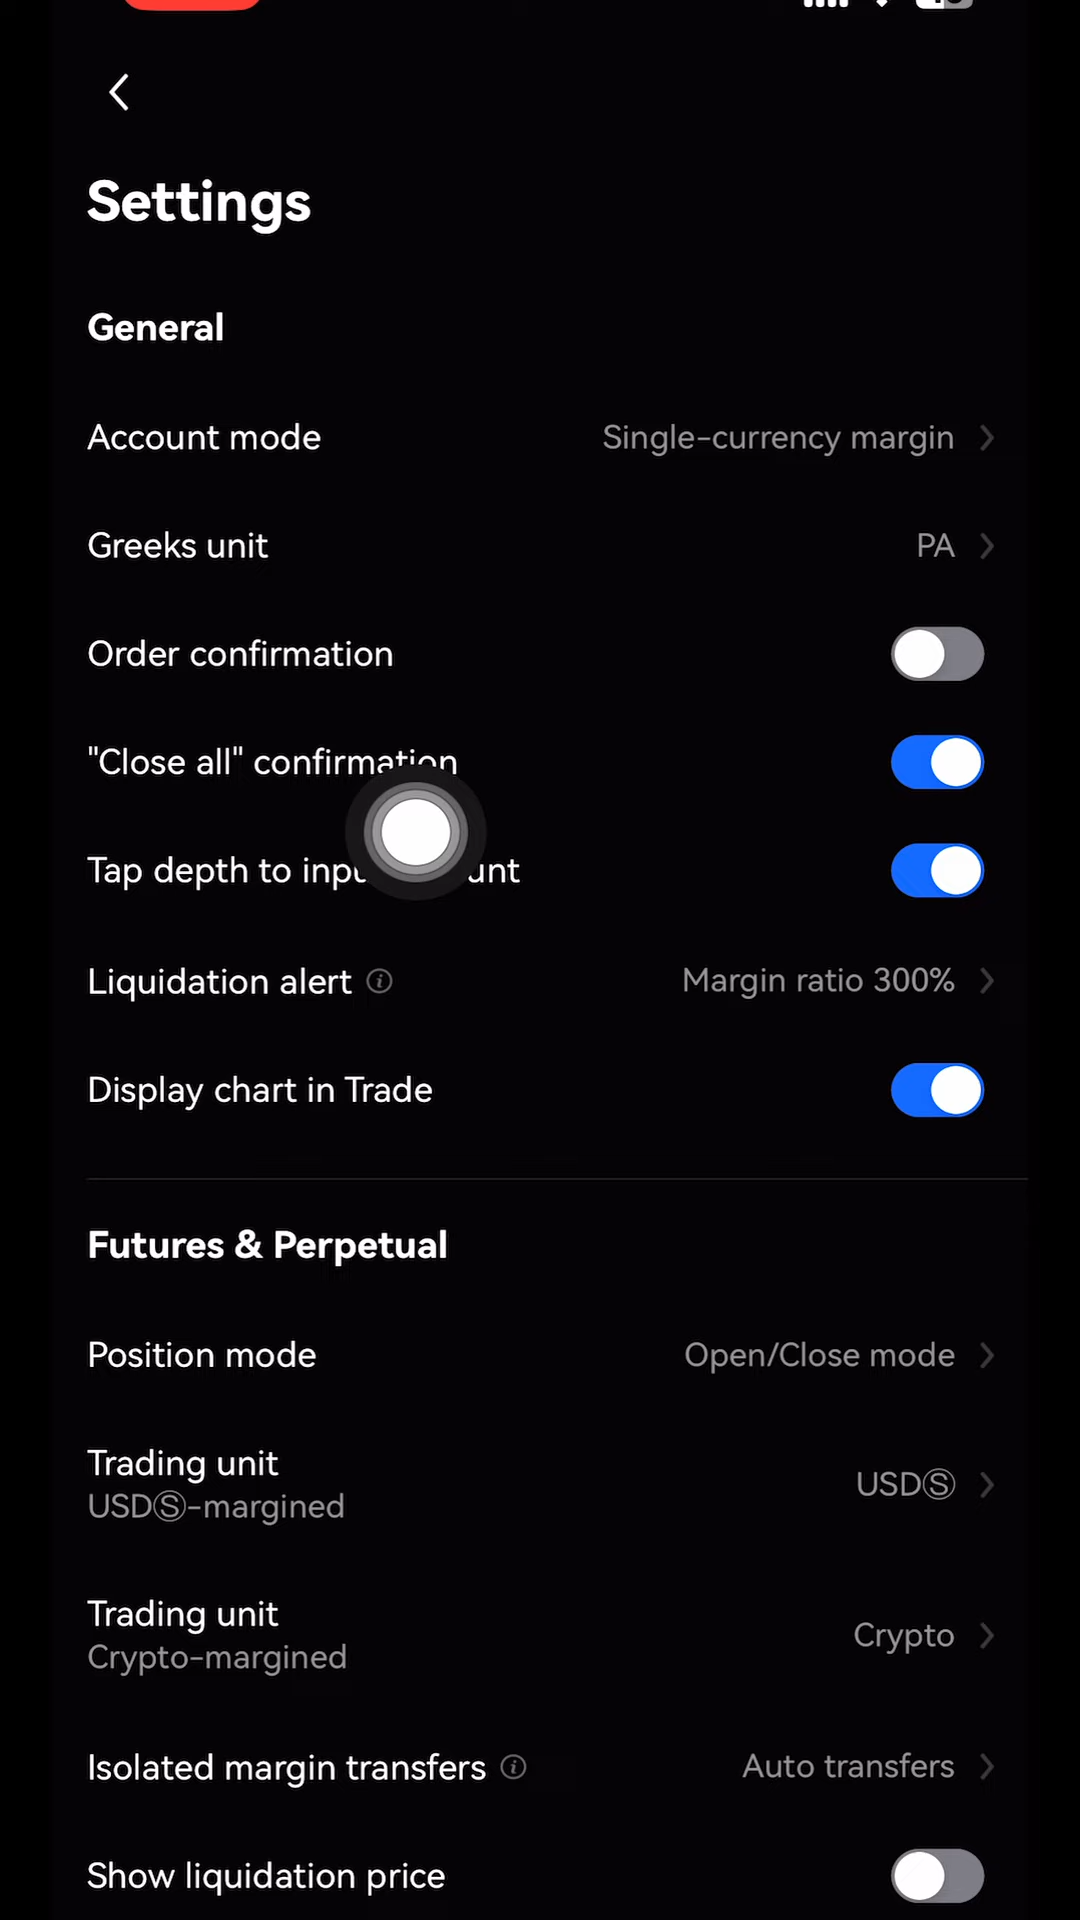 Settings
General
Account mode
Single-currency margin
Greeks unit
PA
Order confirmation
"Close all" confirmation
Tap depth to
Liquidation alert
Margin ratio 300%
Display chart in Trade
Futures & Perpetual
Position mode
Open/Close mode
Trading unit
USDⓈ-margined
USDⓈ
Trading unit
Crypto-margined
Crypto
Isolated margin transfers
Auto transfers
Show liquidation price